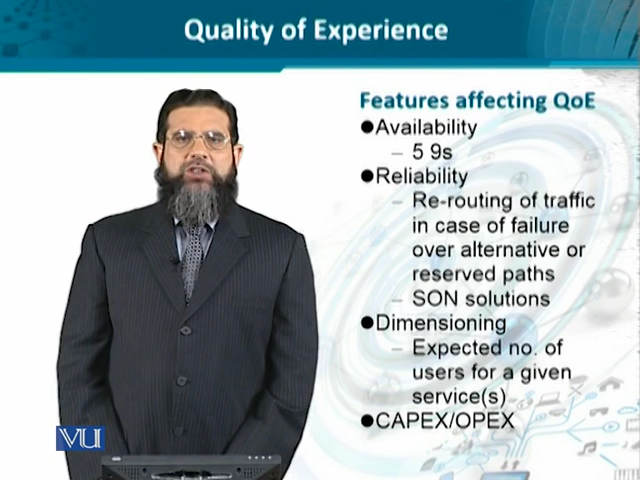 Quality of Experience
Features affecting QoE
●Availability
– 5 9s
●Reliability
– Re-routing of traffic
in case of failure
over alternative or
reserved paths
– SON solutions
●Dimensioning
– Expected no. of
users for a given
service(s)
●CAPEX/OPEX
VU